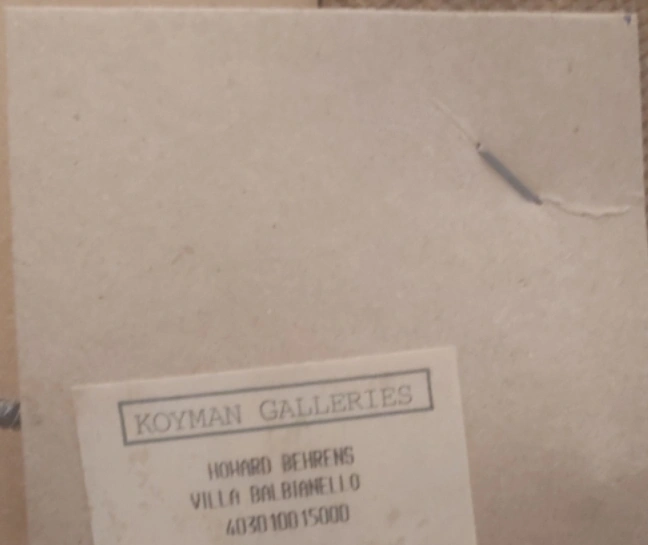 KOYMAN GALLERIES
HOWARD BEHRENS
VILLA BALBIANELLO
403010015000